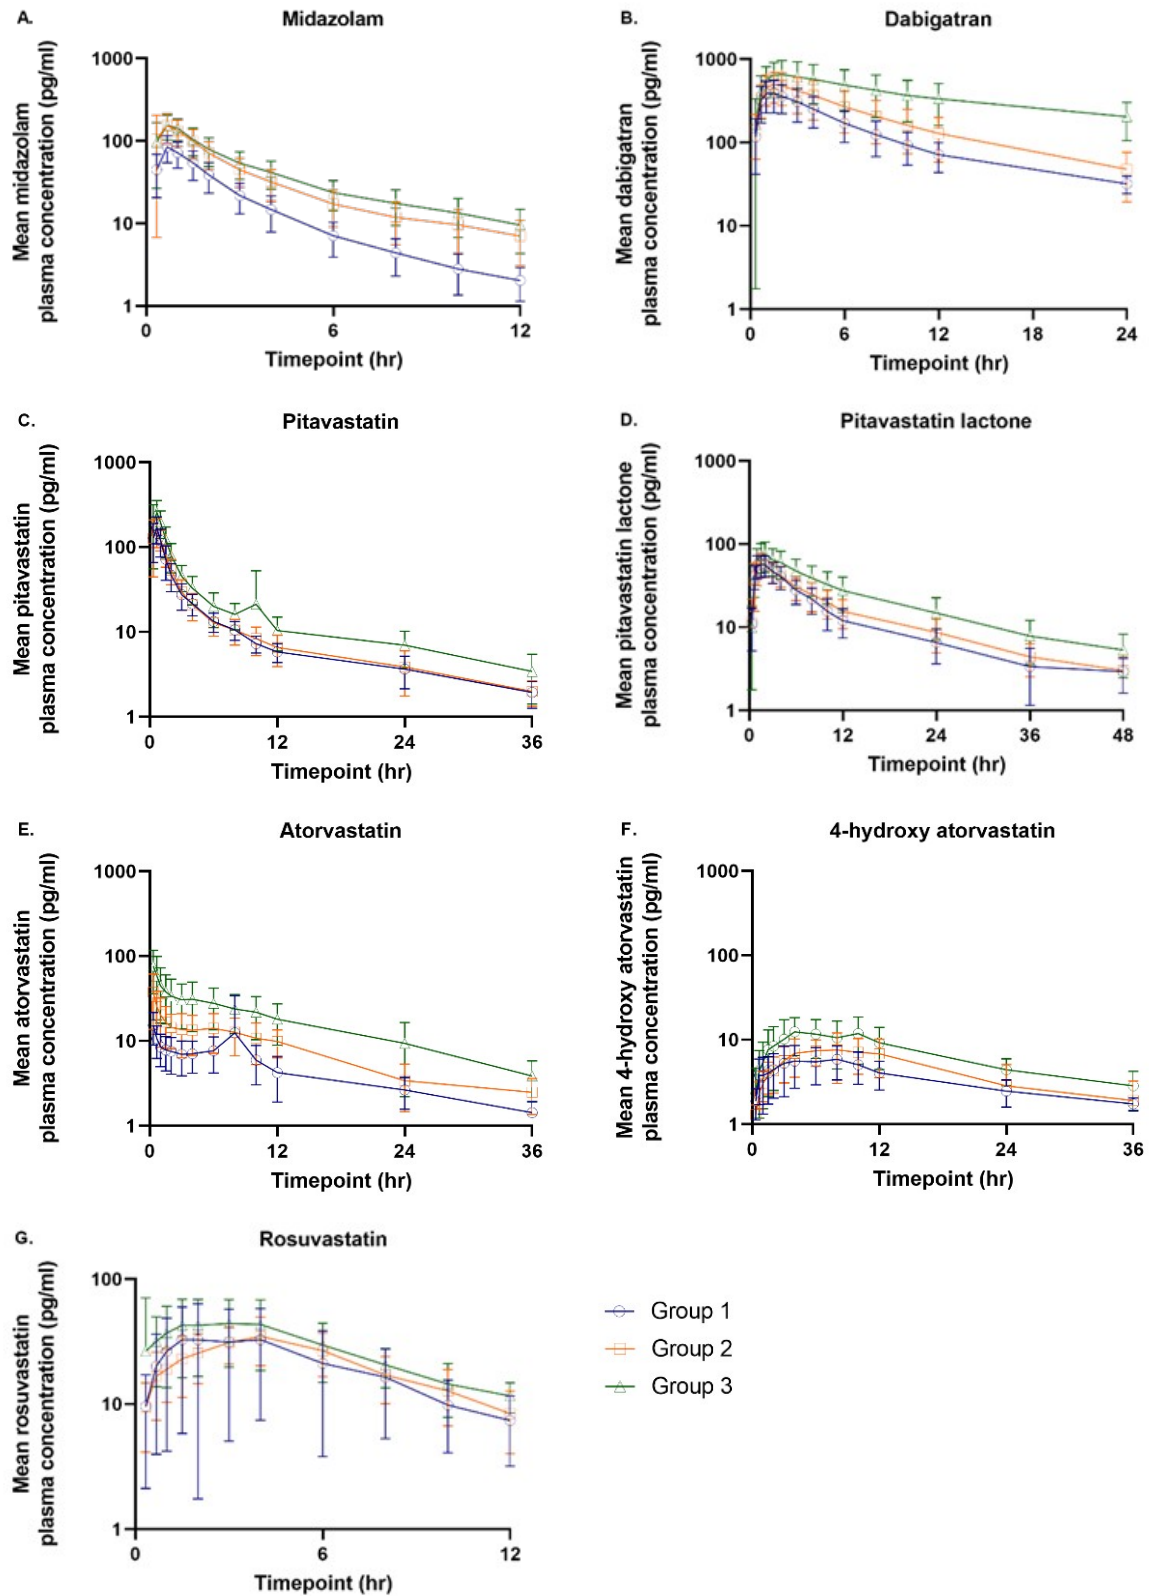 A.
Midazolam
Mean midazolam
plasma concentration (pg/ml)
1000
100
10
1
0
6
12
Timepoint (hr)
B.
Dabigatran
Mean dabigatran
plasma concentration (pg/ml)
1000
100
10
1
0
6
12
18
24
Timepoint (hr)
C.
Pitavastatin
Mean pitavastatin
plasma concentration (pg/ml)
1000
100
10
1
0
12
24
36
Timepoint (hr)
D.
Pitavastatin lactone
Mean pitavastatin lactone
plasma concentration (pg/ml)
1000
100
10
1
0
12
24
36
48
Timepoint (hr)
E.
Atorvastatin
Mean atorvastatin
plasma concentration (pg/ml)
1000
100
10
1
0
12
24
36
Timepoint (hr)
F.
4-hydroxy atorvastatin
Mean 4-hydroxy atorvastatin
plasma concentration (pg/ml)
1000
100
10
1
0
12
24
36
Timepoint (hr)
G.
Rosuvastatin
Mean rosuvastatin
plasma concentration (pg/ml)
100
10
1
0
6
12
Timepoint (hr)
Group 1
Group 2
Group 3